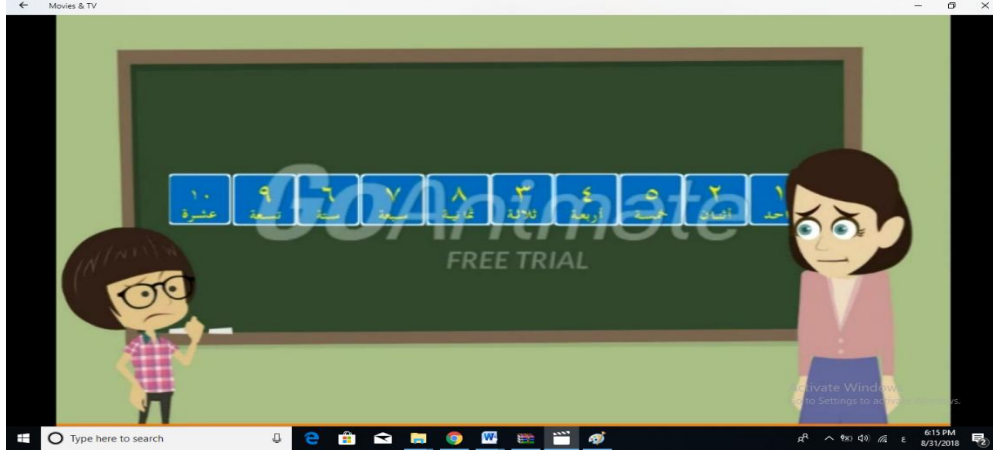 Movies & TV
١ ٢ ٥ ٤ ٣ ٨ ٧ ٦ ٩ ١٠
اثنان خمسة أربعة ثلاثة ثمانية سبعة ستة تسعة عشرة
GoAnimate
FREE TRIAL
Activate Windows
Go to Settings to activate Windows.
Type here to search
6:15 PM
8/31/2018